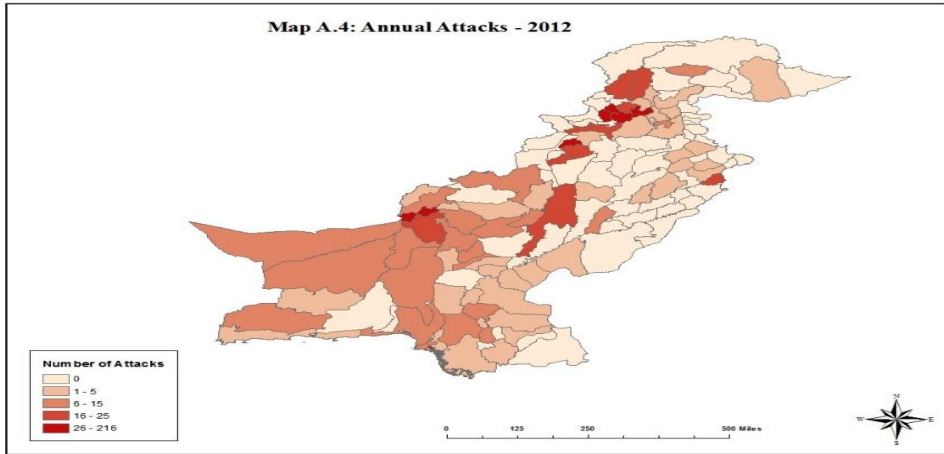 Map A.4: Annual Attacks - 2012
Number of Attacks
0
1 - 5
6 - 15
16 - 25
26 - 216
0 125 250 500 Miles
N
W E
S